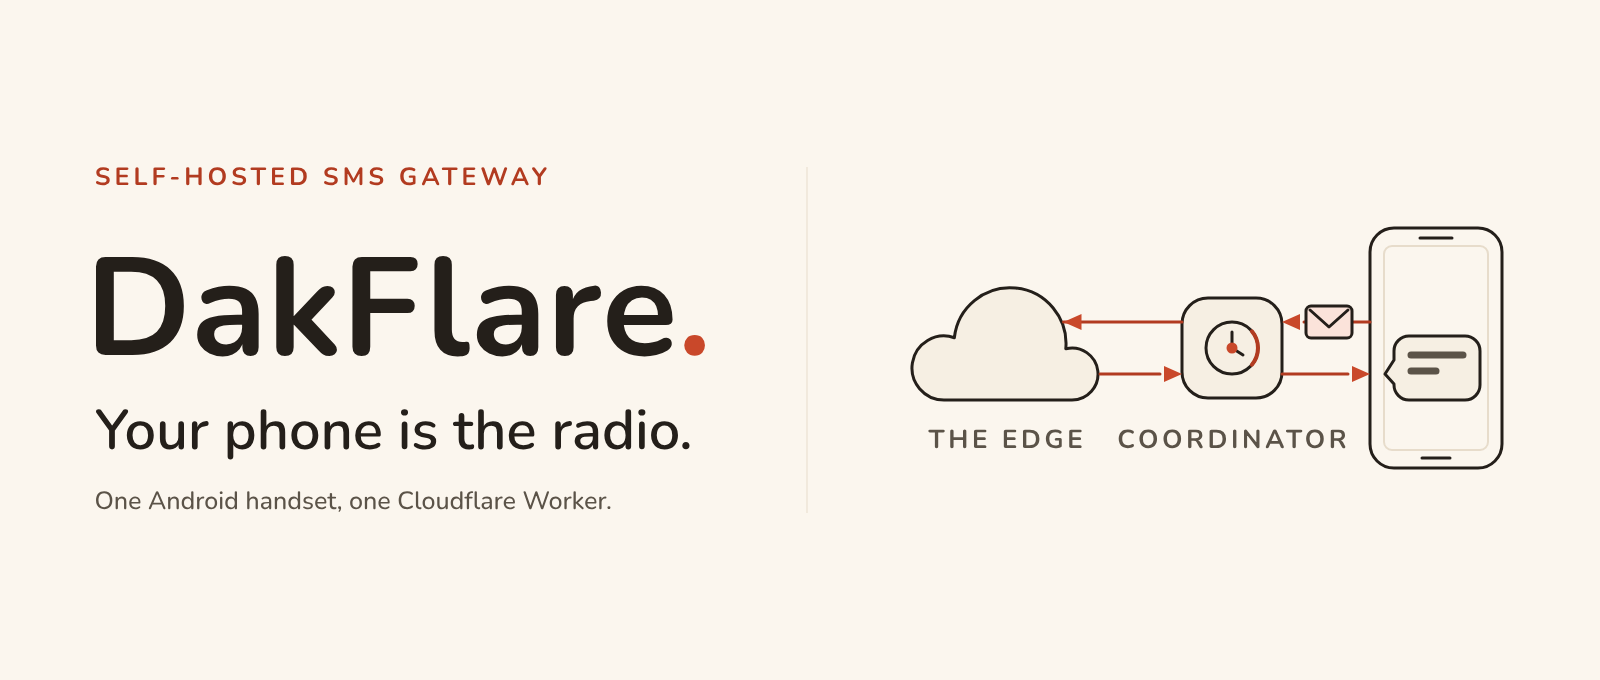 SELF-HOSTED SMS GATEWAY
DakFlare.
Your phone is the radio.
One Android handset, one Cloudflare Worker.
THE EDGE
COORDINATOR